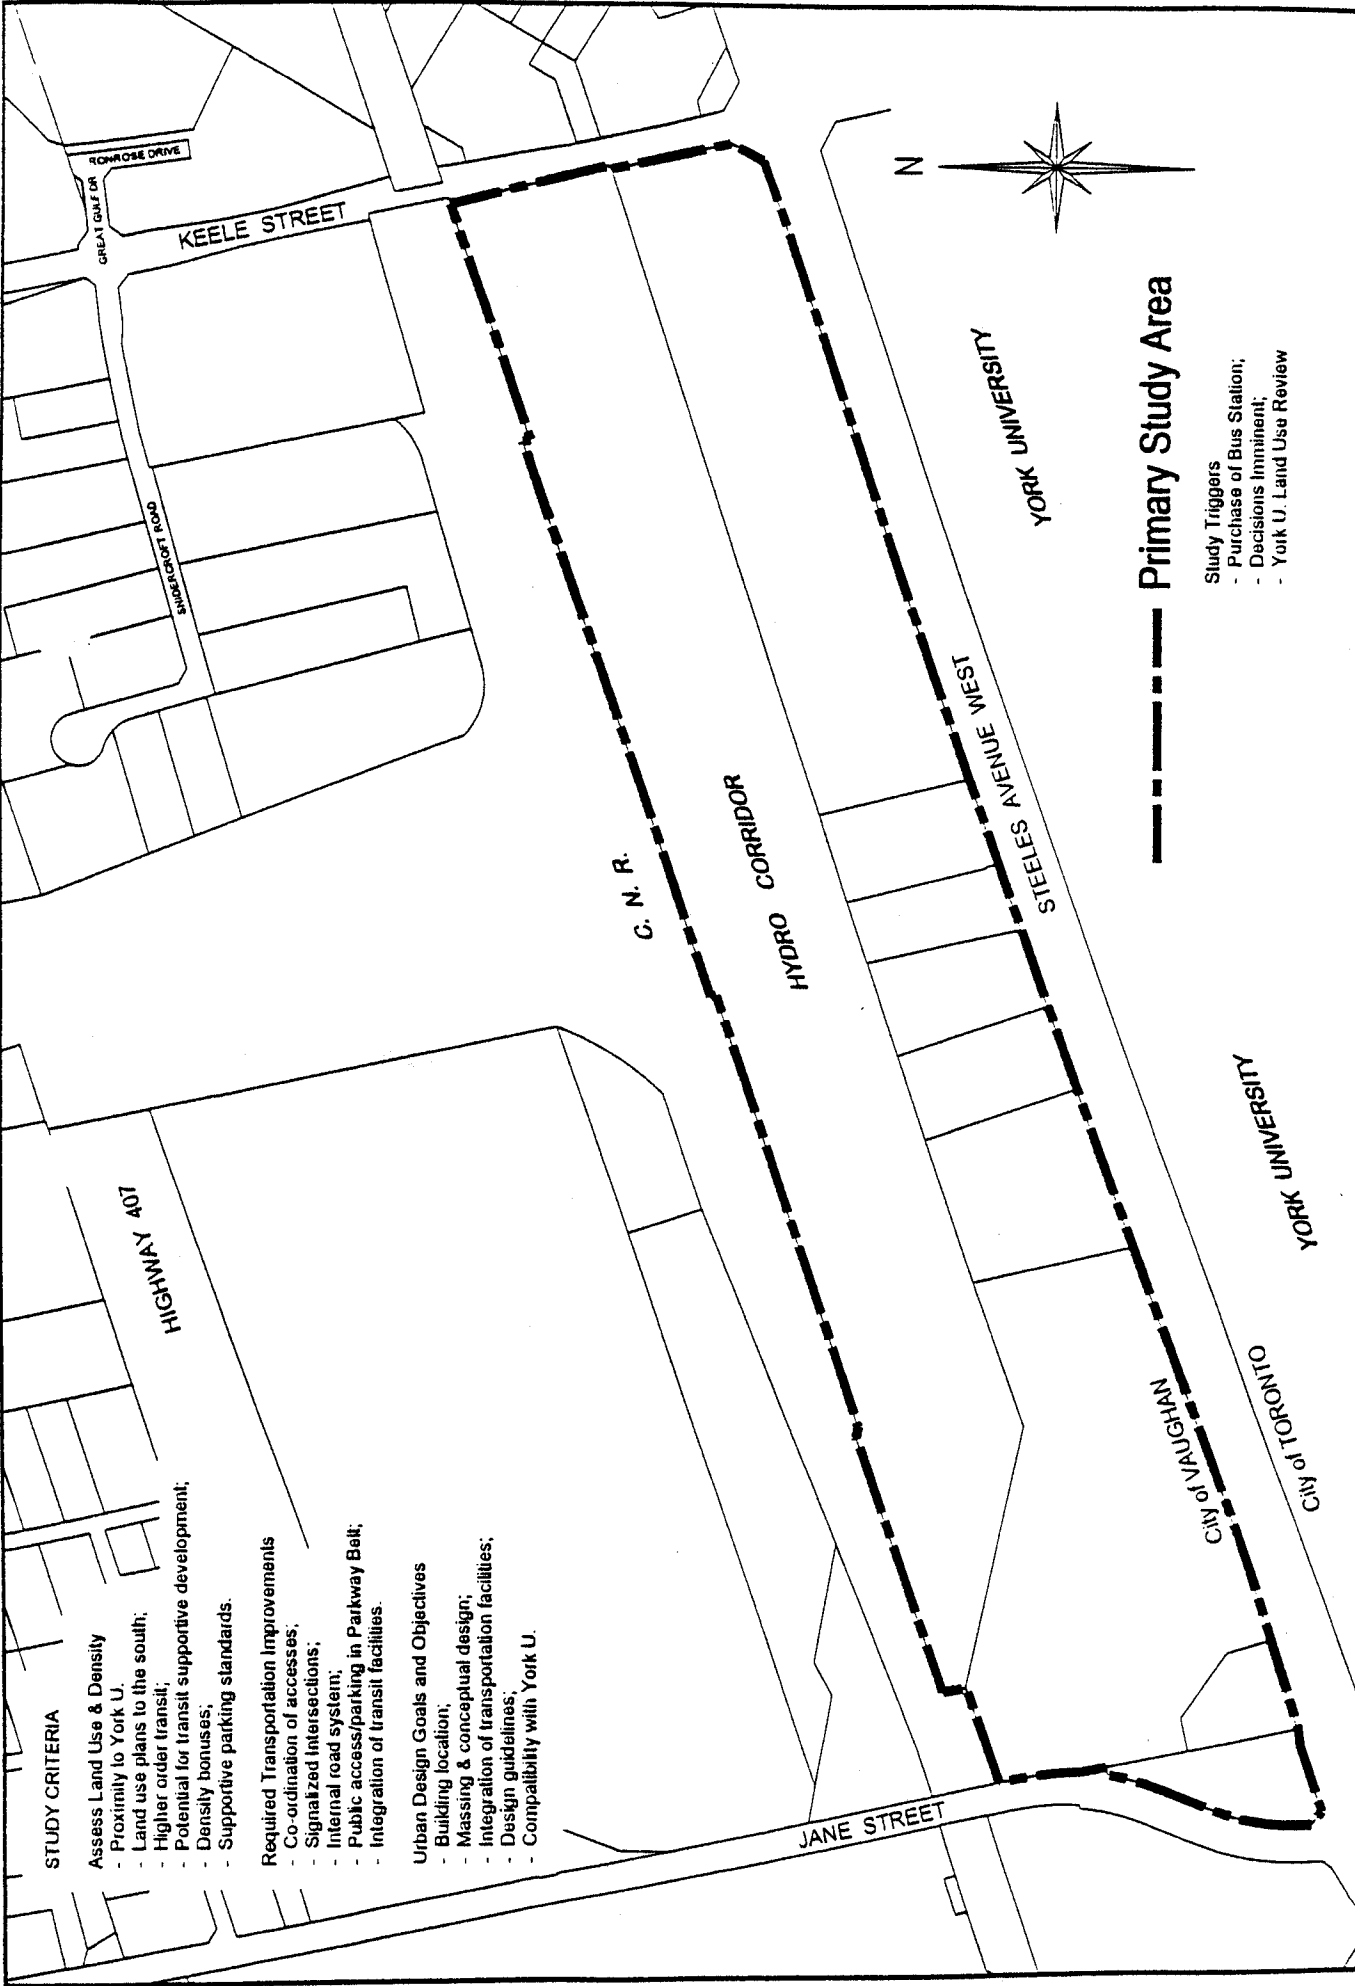 STUDY CRITERIA
Assess Land Use & Density
- Proximity to York U.
- Land use plans to the south;
- Higher order transit;
- Potential for transit supportive development;
- Density bonuses;
- Supportive parking standards.
Required Transportation Improvements
- Co-ordination of accesses;
- Signalized intersections;
- Internal road system;
- Public access/parking in Parkway Belt;
- Integration of transit facilities.
Urban Design Goals and Objectives
- Building location;
- Massing & conceptual design;
- Integration of transportation facilities;
- Design guidelines;
- Compatibility with York U.
HIGHWAY 407
SNIDERCROFT ROAD
GREAT GULF DR
RONROSE DRIVE
KEELE STREET
C. N. R.
HYDRO CORRIDOR
JANE STREET
STEELES AVENUE WEST
City of VAUGHAN
City of TORONTO
YORK UNIVERSITY
YORK UNIVERSITY
N
Primary Study Area
Study Triggers
- Purchase of Bus Station;
- Decisions Imminent;
- York U. Land Use Review